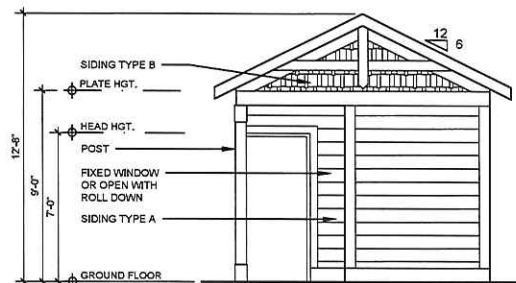 12
6
SIDING TYPE B
PLATE HGT.
HEAD HGT.
POST
FIXED WINDOW
OR OPEN WITH
ROLL DOWN
SIDING TYPE A
GROUND FLOOR
12'-8"
9'-0"
7'-0"